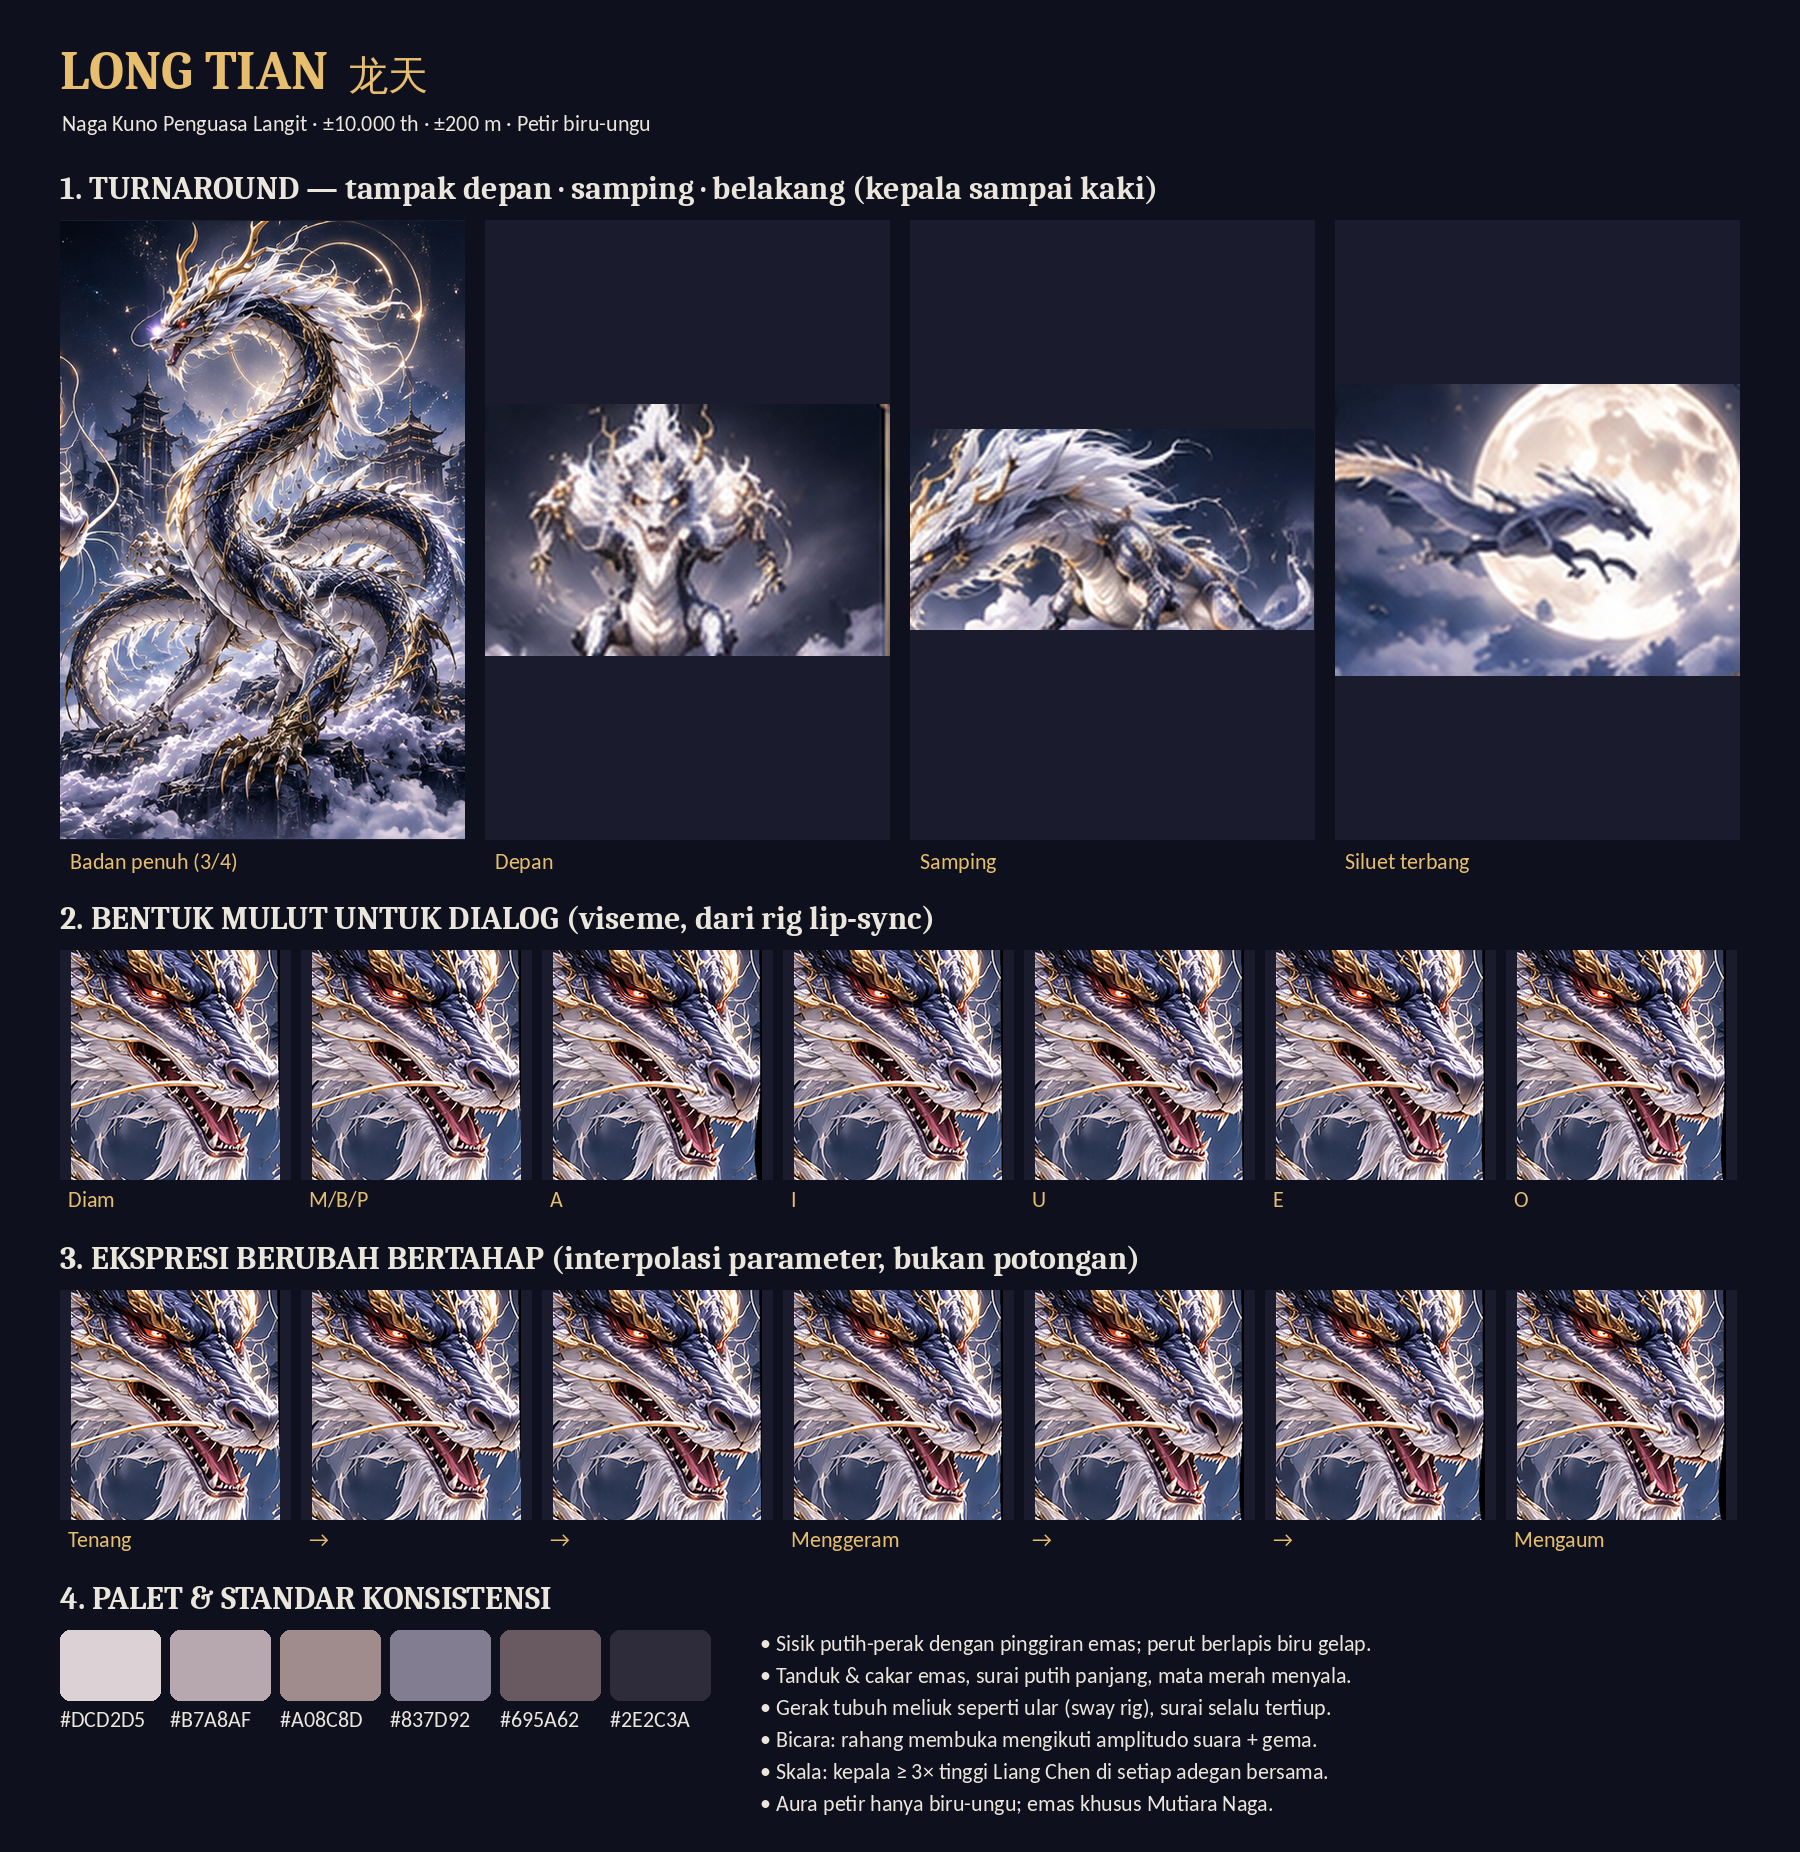 LONG TIAN 龙天
Naga Kuno Penguasa Langit · ±10.000 th · ±200 m · Petir biru-ungu
1. TURNAROUND — tampak depan · samping · belakang (kepala sampai kaki)
Badan penuh (3/4)
Depan
Samping
Siluet terbang
2. BENTUK MULUT UNTUK DIALOG (viseme, dari rig lip-sync)
Diam
M/B/P
A
I
U
E
O
3. EKSPRESI BERUBAH BERTAHAP (interpolasi parameter, bukan potongan)
Tenang
→
→
Menggeram
→
→
Mengaum
4. PALET & STANDAR KONSISTENSI
#DCD2D5
#B7A8AF
#A08C8D
#837D92
#695A62
#2E2C3A
• Sisik putih-perak dengan pinggiran emas; perut berlapis biru gelap.
• Tanduk & cakar emas, surai putih panjang, mata merah menyala.
• Gerak tubuh meliuk seperti ular (sway rig), surai selalu tertiup.
• Bicara: rahang membuka mengikuti amplitudo suara + gema.
• Skala: kepala ≥ 3× tinggi Liang Chen di setiap adegan bersama.
• Aura petir hanya biru-ungu; emas khusus Mutiara Naga.